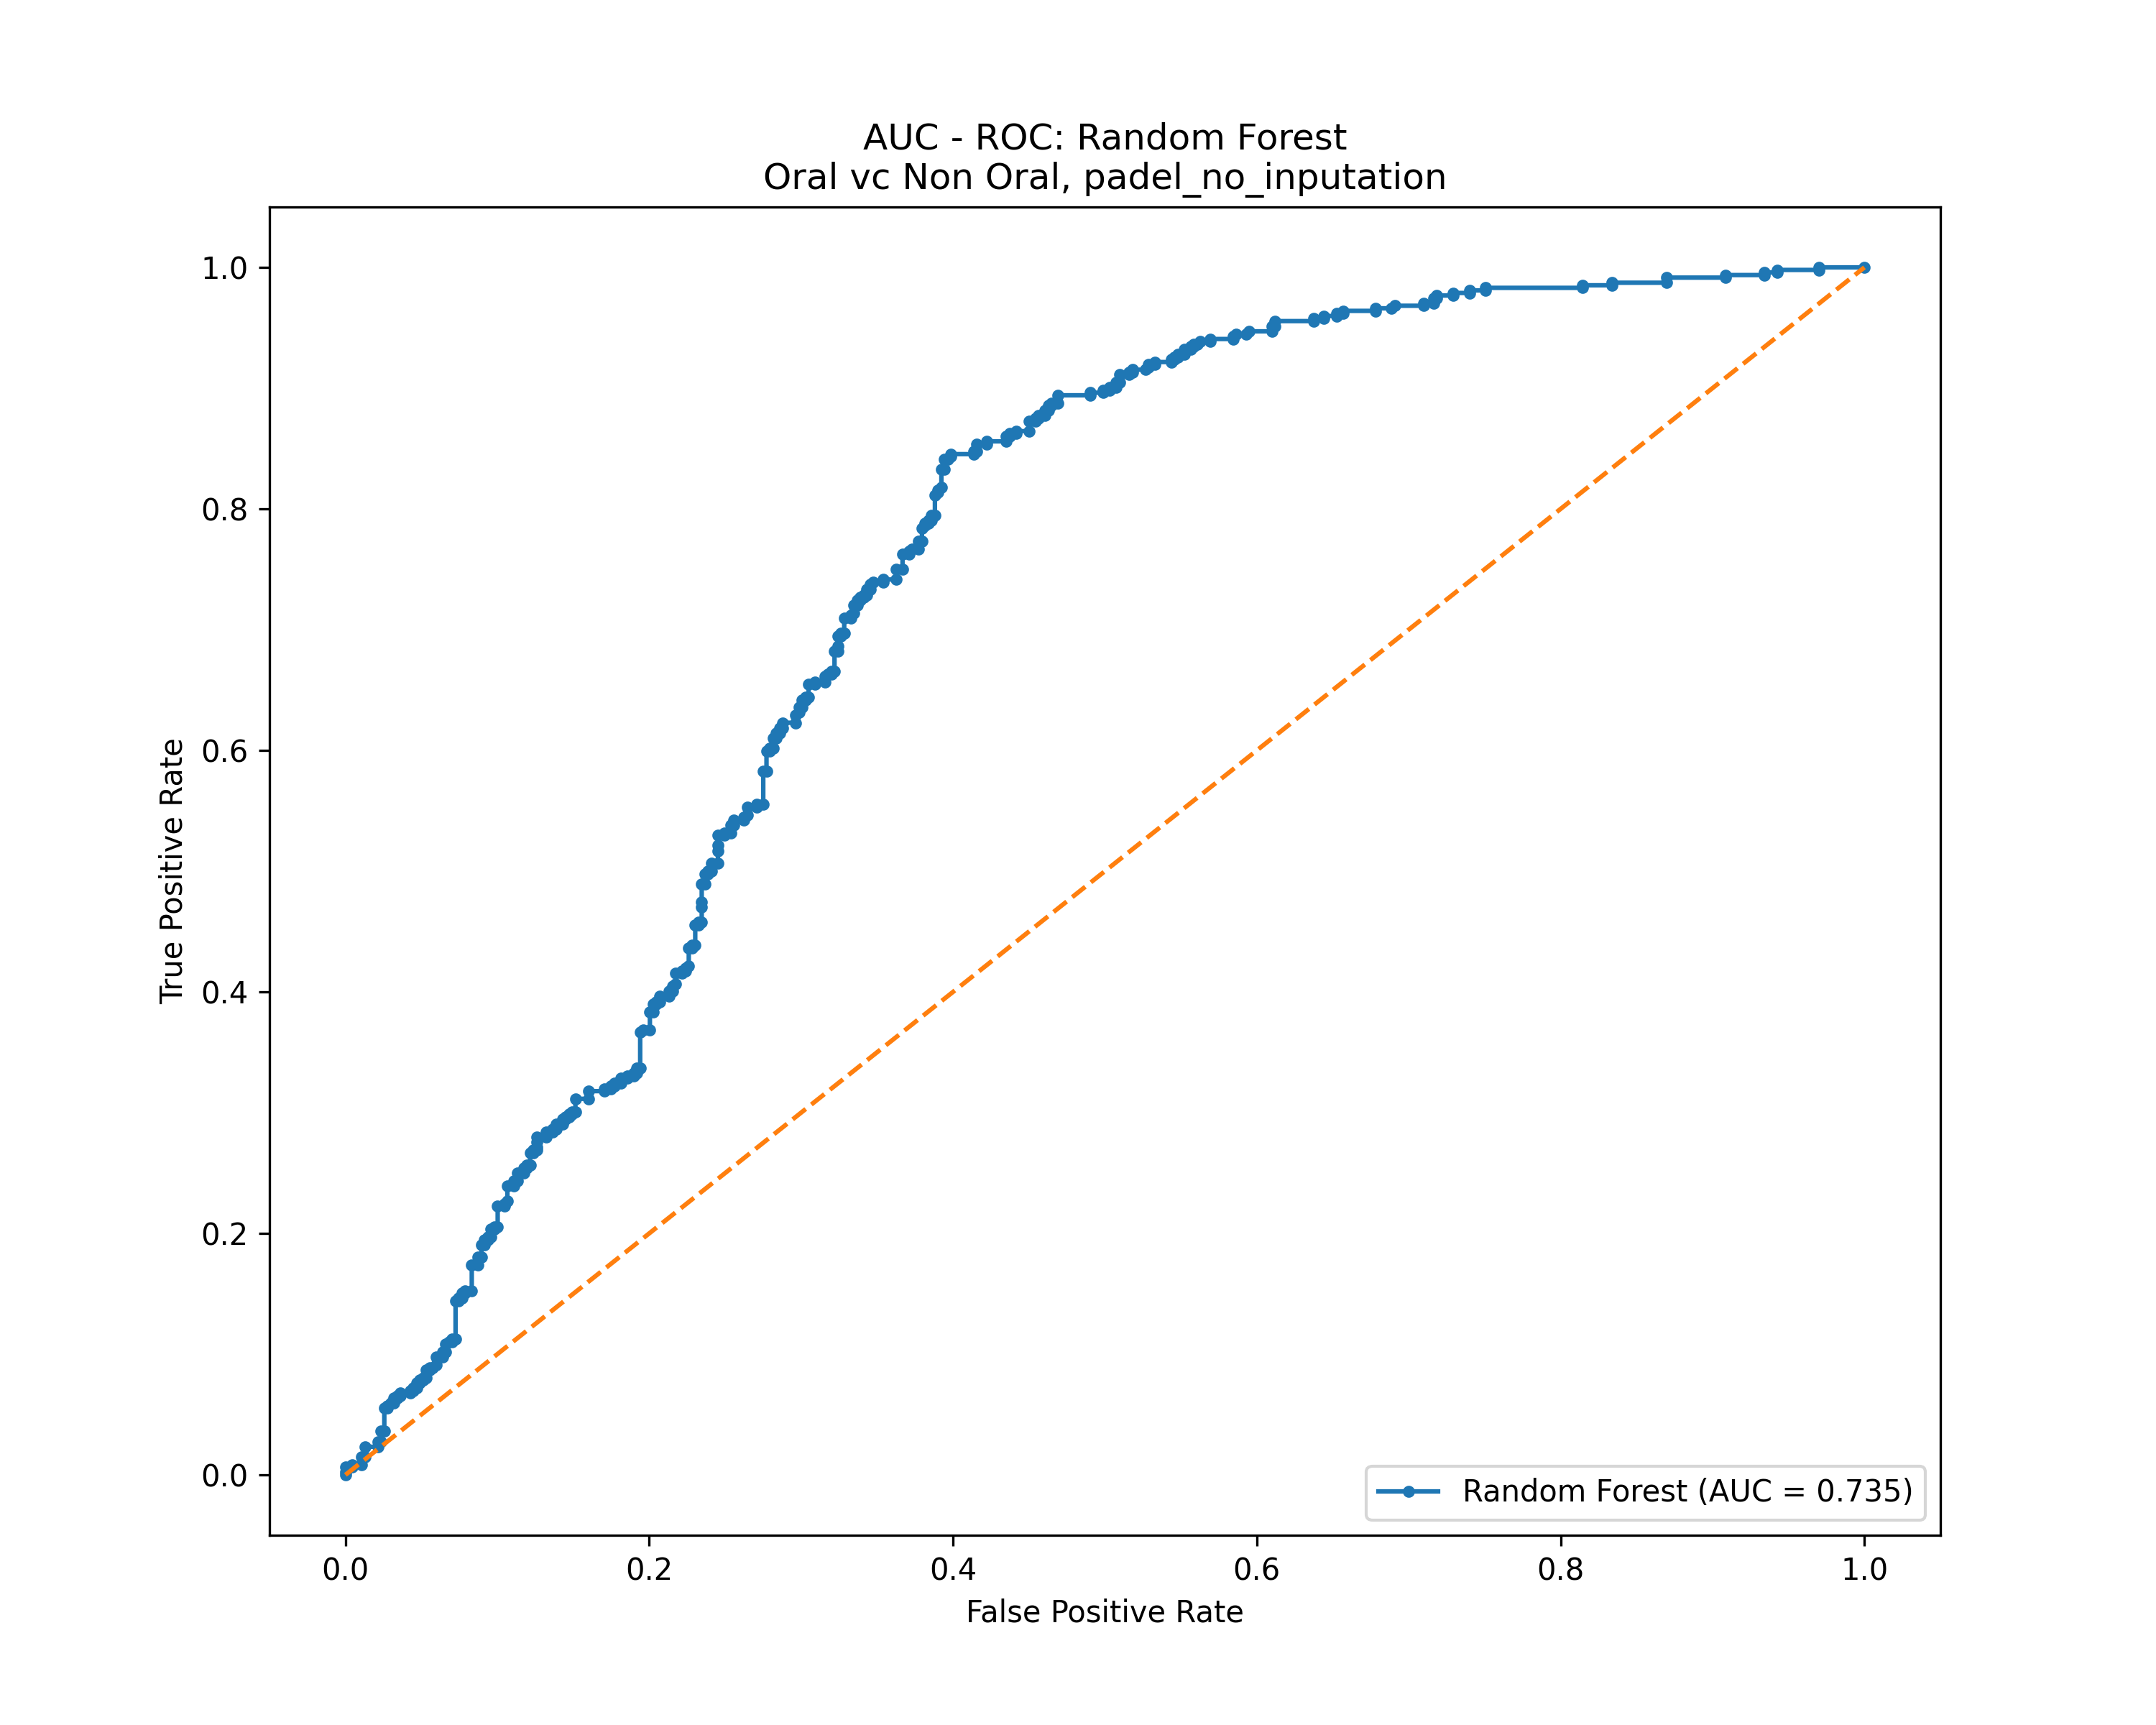 AUC - ROC: Random Forest
Oral vc Non Oral, padel_no_inputation
True Positive Rate
1.0
0.8
0.6
0.4
0.2
0.0
Random Forest (AUC = 0.735)
0.0 0.2 0.4 0.6 0.8 1.0
False Positive Rate